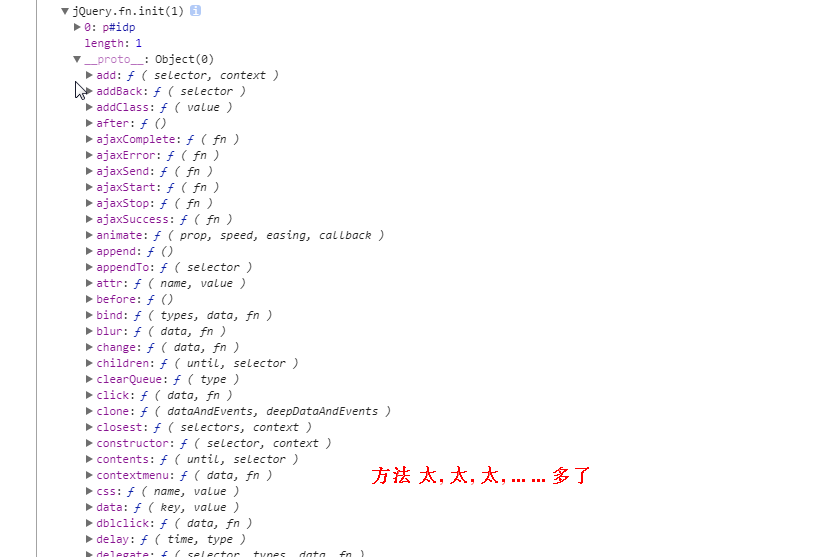 ▼jQuery.fn.init(1) i
▶0: p#idp
length: 1
▼__proto__: Object(0)
▶add: ƒ ( selector, context )
▶addBack: ƒ ( selector )
▶addClass: ƒ ( value )
▶after: ƒ ()
▶ajaxComplete: ƒ ( fn )
▶ajaxError: ƒ ( fn )
▶ajaxSend: ƒ ( fn )
▶ajaxStart: ƒ ( fn )
▶ajaxStop: ƒ ( fn )
▶ajaxSuccess: ƒ ( fn )
▶animate: ƒ ( prop, speed, easing, callback )
▶append: ƒ ()
▶appendTo: ƒ ( selector )
▶attr: ƒ ( name, value )
▶before: ƒ ()
▶bind: ƒ ( types, data, fn )
▶blur: ƒ ( data, fn )
▶change: ƒ ( data, fn )
▶children: ƒ ( until, selector )
▶clearQueue: ƒ ( type )
▶click: ƒ ( data, fn )
▶clone: ƒ ( dataAndEvents, deepDataAndEvents )
▶closest: ƒ ( selectors, context )
▶constructor: ƒ ( selector, context )
▶contents: ƒ ( until, selector )
▶contextmenu: ƒ ( data, fn )
方法 太, 太, 太, ... ... 多了
▶css: ƒ ( name, value )
▶data: ƒ ( key, value )
▶dblclick: ƒ ( data, fn )
▶delay: ƒ ( time, type )
▶delegate: ƒ ( selector, types, data, fn )